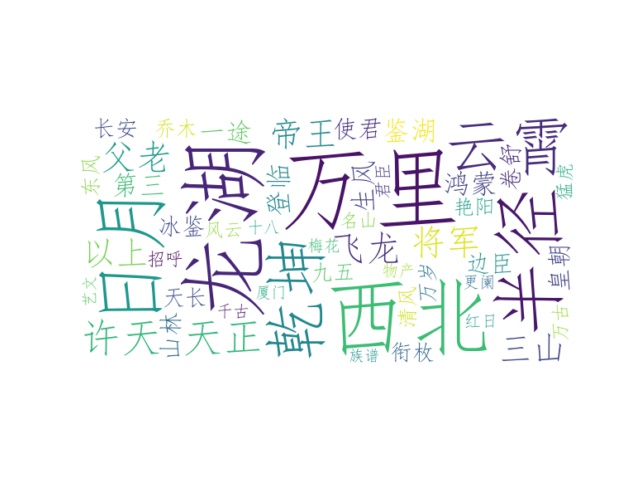 长安
乔木
一途
帝王
使君
鉴湖
云霄
卷舒
猛虎
东风
父老
第三
龙湖
登临
万里
生风
君臣
鸿蒙
艳阳
半径
日月
冰鉴
风云
十八
名山
将军
以上
招呼
乾坤
梅花
飞龙
九五
物产
边臣
更阑
皇朝
艺文
天长
千古
厦门
万岁
清风
西北
红日
万古
许天
山林
天正
族谱
衔枚
三山